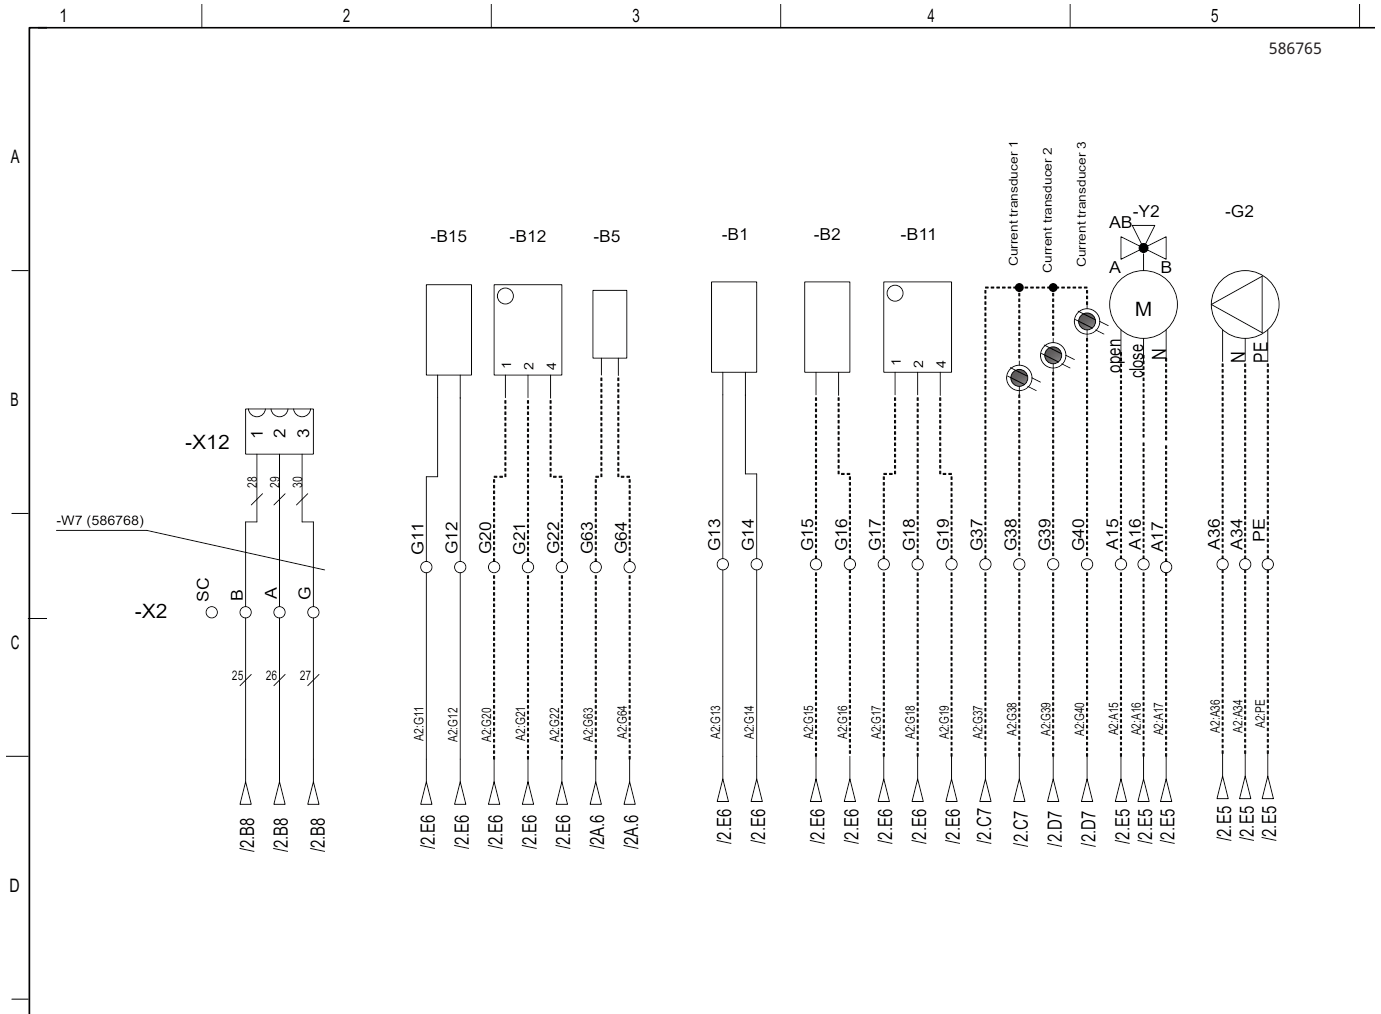 1 2 3 4 5
586765
A
B
C
D
Current transducer 1
Current transducer 2
Current transducer 3
-B15 -B12 -B5 -B1 -B2 -B11 -Y2 -G2
AB
A B
M
1 2 4
1 2 4
open
close
N
N
PE
-X12
1 2 3
28 29 30
-W7 (586768)
G11 G12 G20 G21 G22 G63 G64 G13 G14 G15 G16 G17 G18 G19 G37 G38 G39 G40 A15 A16 A17 A36 A34 PE
-X2
SC B A G
25 26 27
A2:G11 A2:G12 A2:G20 A2:G21 A2:G22 A2:G63 A2:G64 A2:G13 A2:G14 A2:G15 A2:G16 A2:G17 A2:G18 A2:G19 A2:G37 A2:G38 A2:G39 A2:G40 A2:A15 A2:A16 A2:A17 A2:A36 A2:A34 A2:PE
/2.B8 /2.B8 /2.B8 /2.E6 /2.E6 /2.E6 /2.E6 /2.E6 /2A.6 /2A.6 /2.E6 /2.E6 /2.E6 /2.E6 /2.E6 /2.E6 /2.E6 /2.C7 /2.C7 /2.D7 /2.D7 /2.E5 /2.E5 /2.E5 /2.E5 /2.E5 /2.E5